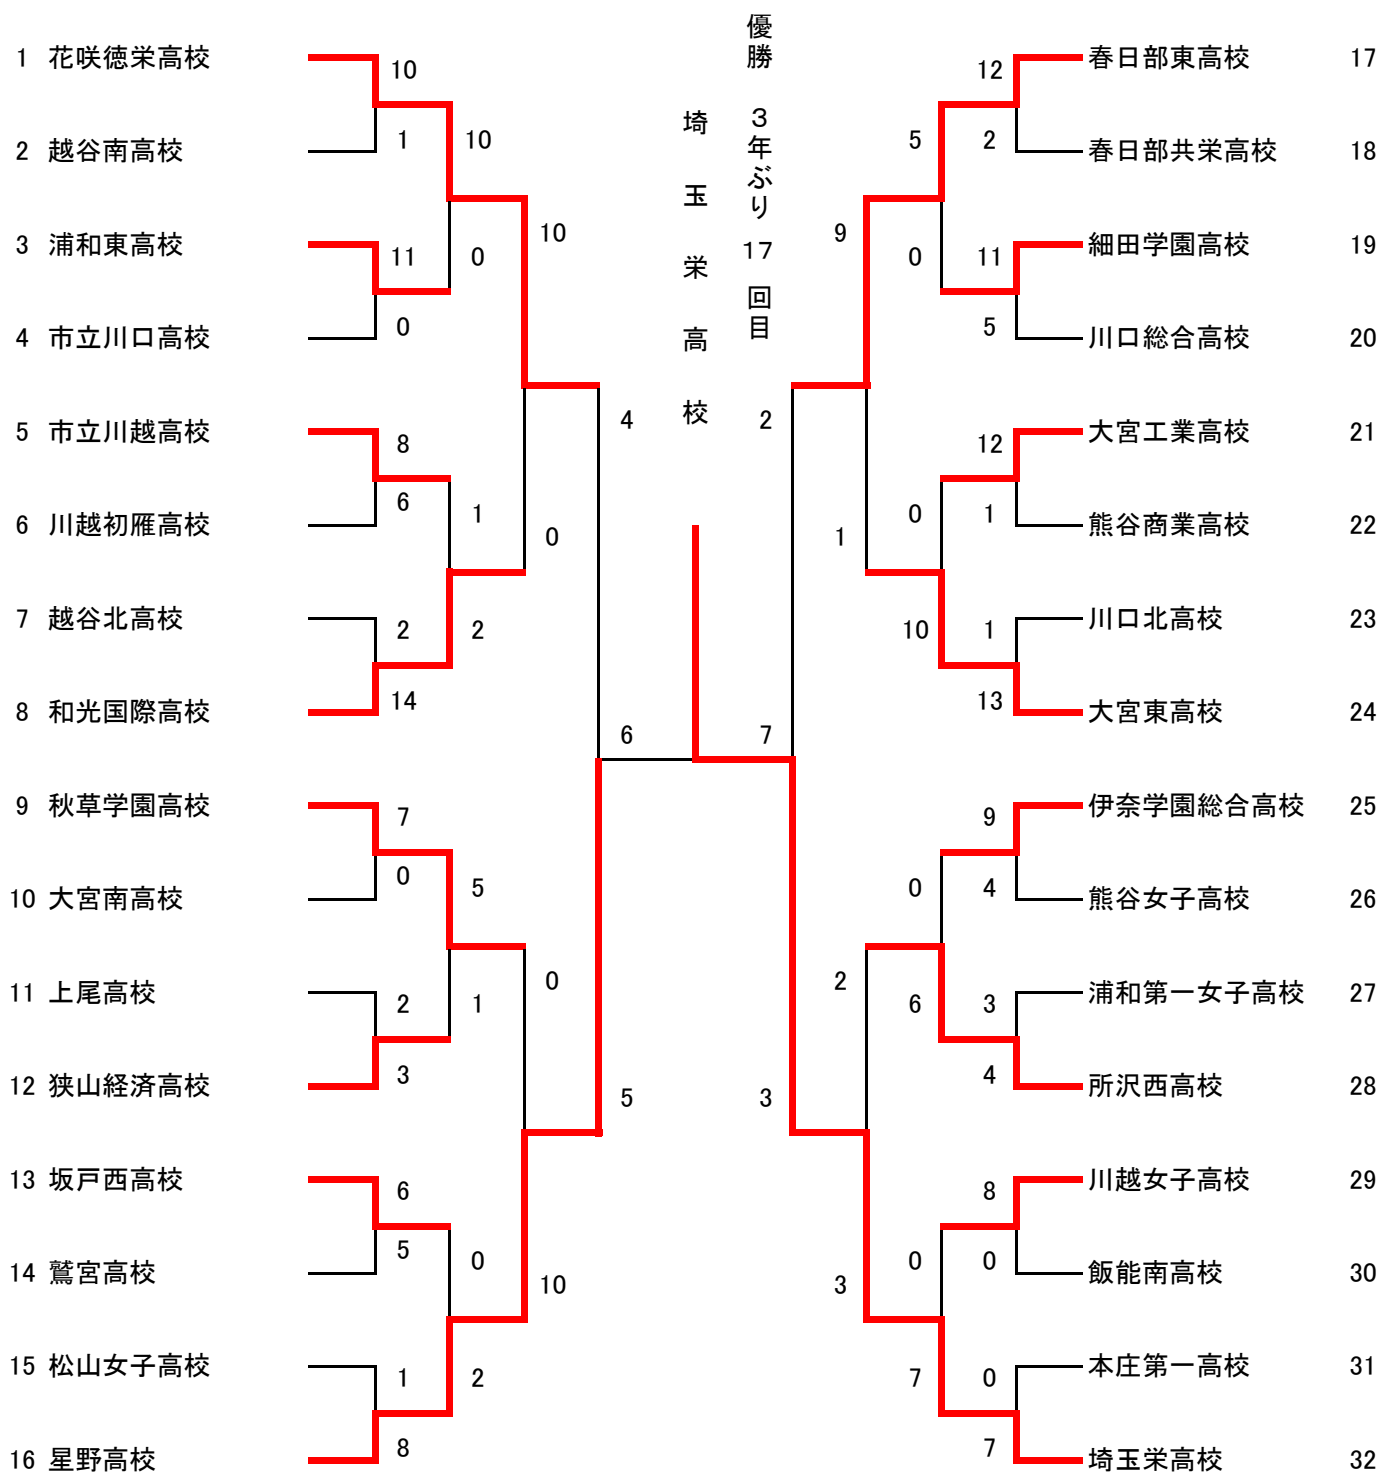 1 花咲徳栄高校
2 越谷南高校
3 浦和東高校
4 市立川口高校
5 市立川越高校
6 川越初雁高校
7 越谷北高校
8 和光国際高校
9 秋草学園高校
10 大宮南高校
11 上尾高校
12 狭山経済高校
13 坂戸西高校
14 鷲宮高校
15 松山女子高校
16 星野高校
10
1
11
0
8
6
2
14
7
0
2
3
6
5
1
8
10
0
1
2
5
1
0
2
10
0
0
10
4
5
6
優勝 3年ぶり 17回目
埼玉栄高校
7
2
3
9
1
2
3
5
0
0
10
0
6
0
7
12
2
11
5
12
1
1
13
9
4
3
4
8
0
0
7
春日部東高校 17
春日部共栄高校 18
細田学園高校 19
川口総合高校 20
大宮工業高校 21
熊谷商業高校 22
川口北高校 23
大宮東高校 24
伊奈学園総合高校 25
熊谷女子高校 26
浦和第一女子高校 27
所沢西高校 28
川越女子高校 29
飯能南高校 30
本庄第一高校 31
埼玉栄高校 32